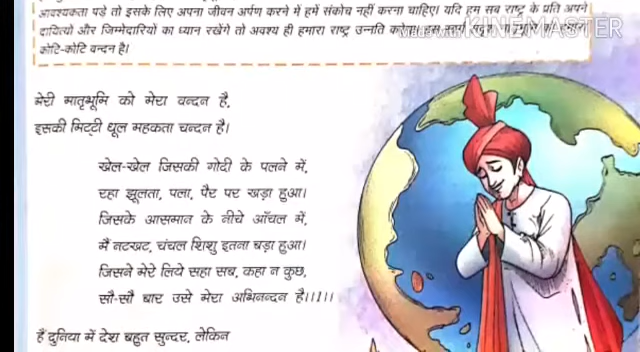 आवश्यकता पड़े तो इसके लिए अपना जीवन अर्पण करने में हमें संकोच नहीं करना चाहिए। यदि हम सब राष्ट्र के प्रति अपने
दायित्यो और जिम्मेदारियों का ध्यान रखेंगे तो अवश्य ही हमारा राष्ट्र उन्नति
KINEMASTER
कोटि-कोटि वन्दन है।
मेरी मातृभूमि को मेरा वन्दन है,
इसकी मिट्टी धूल महकता चन्दन है।
खेल-खेल जिसकी गोदी के पलने में,
रहा झूलता, पला, पैर पर खड़ा हुआ।
जिसके आसमान के नीचे आँचल में,
मैं नटखट, चंचल शिशु इतना बड़ा हुआ।
जिसने मेरे लिये सहा सब, कहा न कुछ,
सौ-सौ बार उसे मेरा अभिनन्दन है।।1।।
हैं दुनिया में देश बहुत सुन्दर, लेकिन